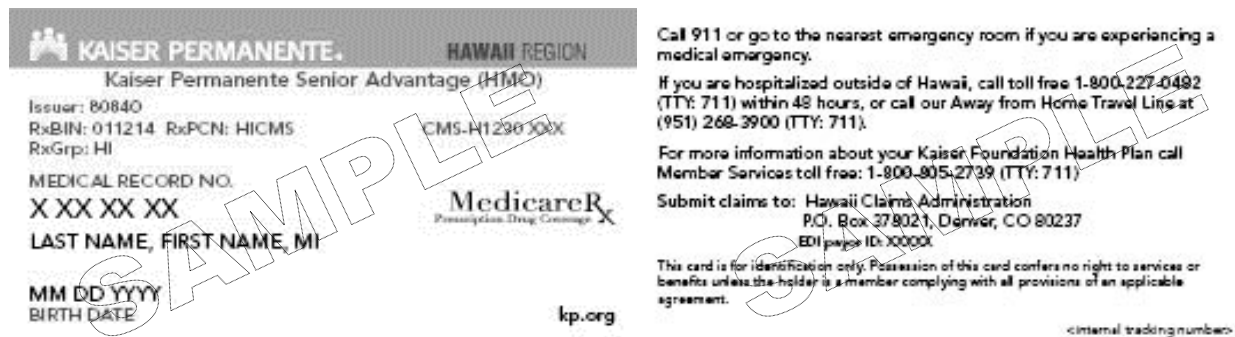 KAISER PERMANENTE®
HAWAII REGION
Kaiser Permanente Senior Advantage (HMO)
Issuer: 80840
RxBIN: 011214 RxPCN: HICMS
CMS-H1230 XXX
RxGrp: HI
MEDICAL RECORD NO.
X XX XX XX
MedicareRx
Prescription Drug Coverage
LAST NAME, FIRST NAME, MI
MM DD YYYY
BIRTH DATE
kp.org
SAMPLE
Call 911 or go to the nearest emergency room if you are experiencing a
medical emergency.
If you are hospitalized outside of Hawaii, call toll free 1-800-227-0482
(TTY: 711) within 48 hours, or call our Away from Home Travel Line at
(951) 268-3900 (TTY: 711).
For more information about your Kaiser Foundation Health Plan call
Member Services toll free: 1-800-805-2739 (TTY: 711)
Submit claims to: Hawaii Claims Administration
P.O. Box 378021, Denver, CO 80237
EDI payor ID: XXXXX
This card is for identification only. Possession of this card confers no right to services or
benefits unless the holder is a member complying with all provisions of an applicable
agreement.
<internal tracking number>
SAMPLE